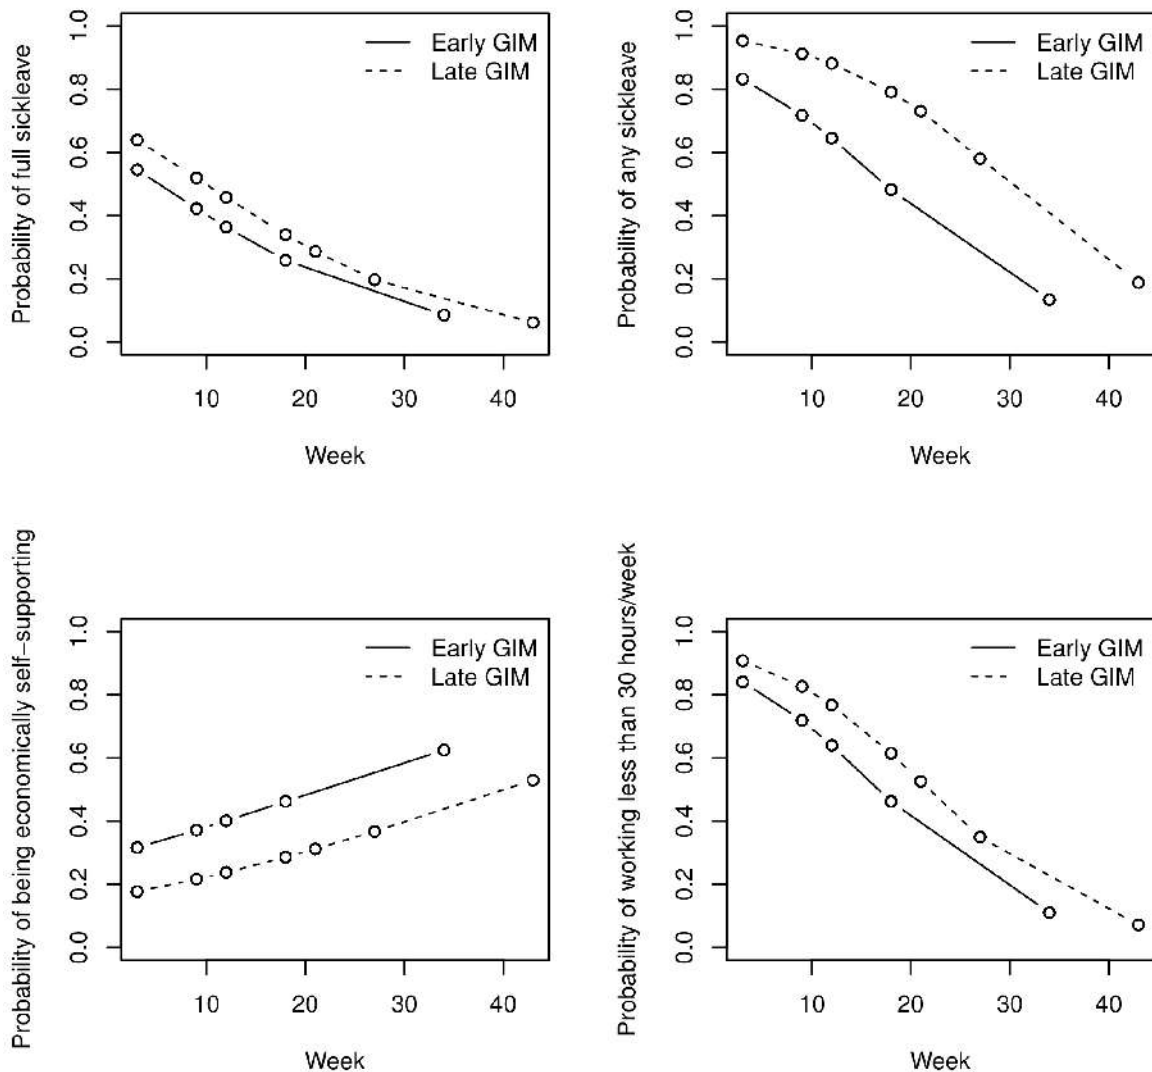 Probability of full sickleave
1.0
0.8
0.6
0.4
0.2
0.0
Early GIM
Late GIM
10 20 30 40
Week
Probability of any sickleave
1.0
0.8
0.6
0.4
0.2
0.0
Early GIM
Late GIM
10 20 30 40
Week
Probability of being economically self-supporting
1.0
0.8
0.6
0.4
0.2
0.0
Early GIM
Late GIM
10 20 30 40
Week
Probability of working less than 30 hours/week
1.0
0.8
0.6
0.4
0.2
0.0
Early GIM
Late GIM
10 20 30 40
Week